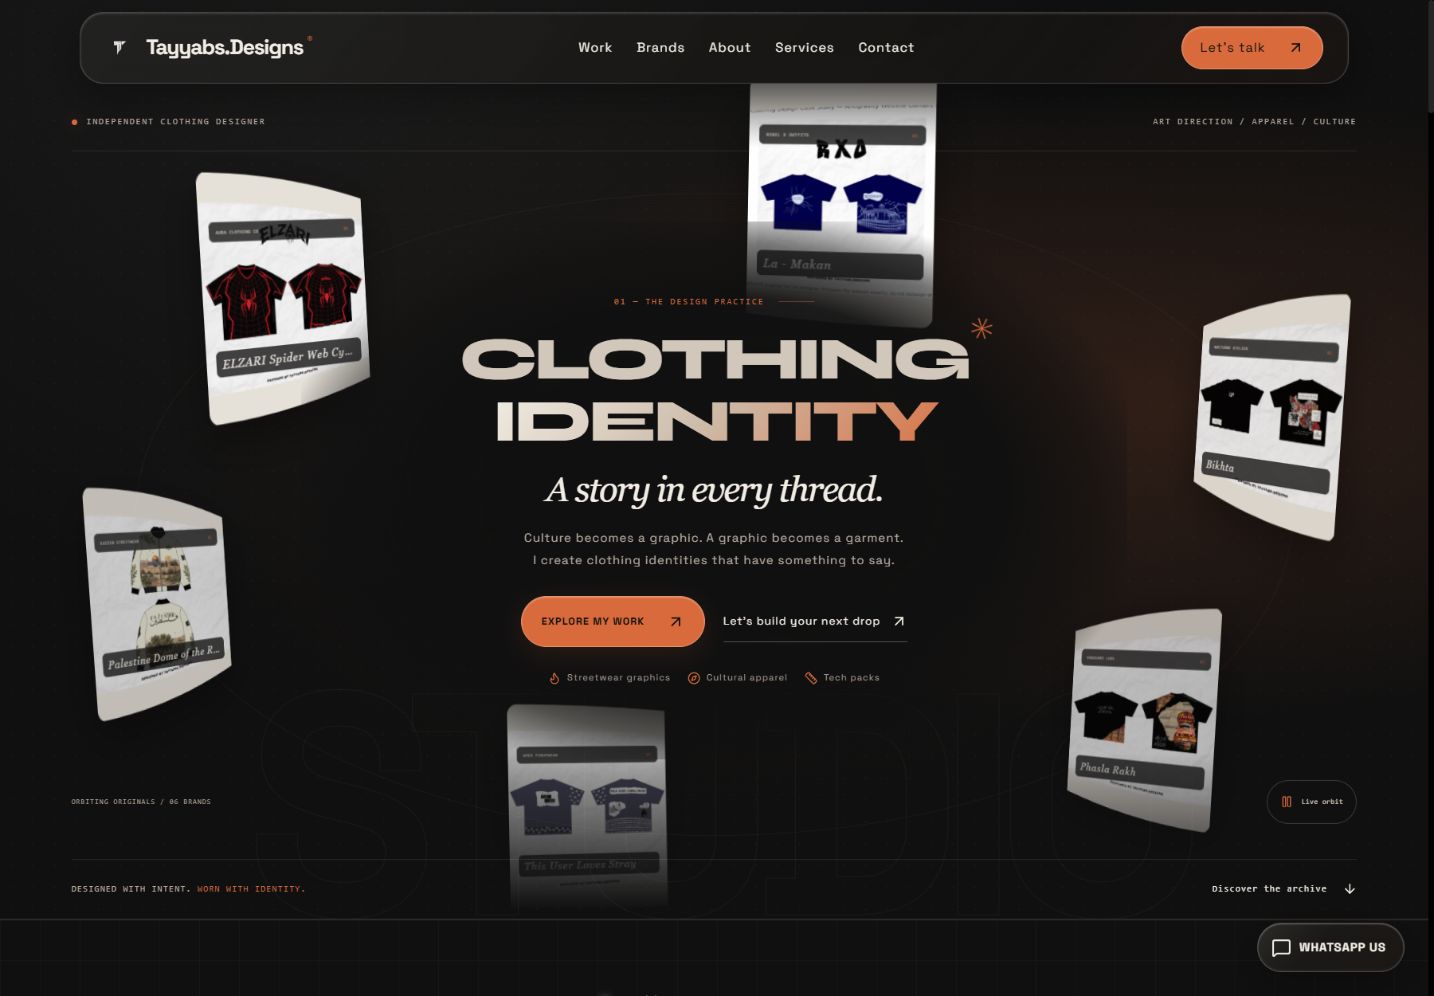 Tayyabs.Designs
Work
Brands
About
Services
Contact
Let's talk
INDEPENDENT CLOTHING DESIGNER
ART DIRECTION / APPAREL / CULTURE
ELZARI
ELZARI Spider Web Cy...
RXO
La - Makan
01 — THE DESIGN PRACTICE
CLOTHING
IDENTITY
A story in every thread.
Culture becomes a graphic. A graphic becomes a garment.
I create clothing identities that have something to say.
EXPLORE MY WORK
Let's build your next drop
Streetwear graphics
Cultural apparel
Tech packs
Bikhta
Palestine Dome of the R...
Phasla Rakh
This User Loves Stray
STUDIO
ORBITING ORIGINALS / 06 BRANDS
Live orbit
DESIGNED WITH INTENT. WORN WITH IDENTITY.
Discover the archive
WHATSAPP US